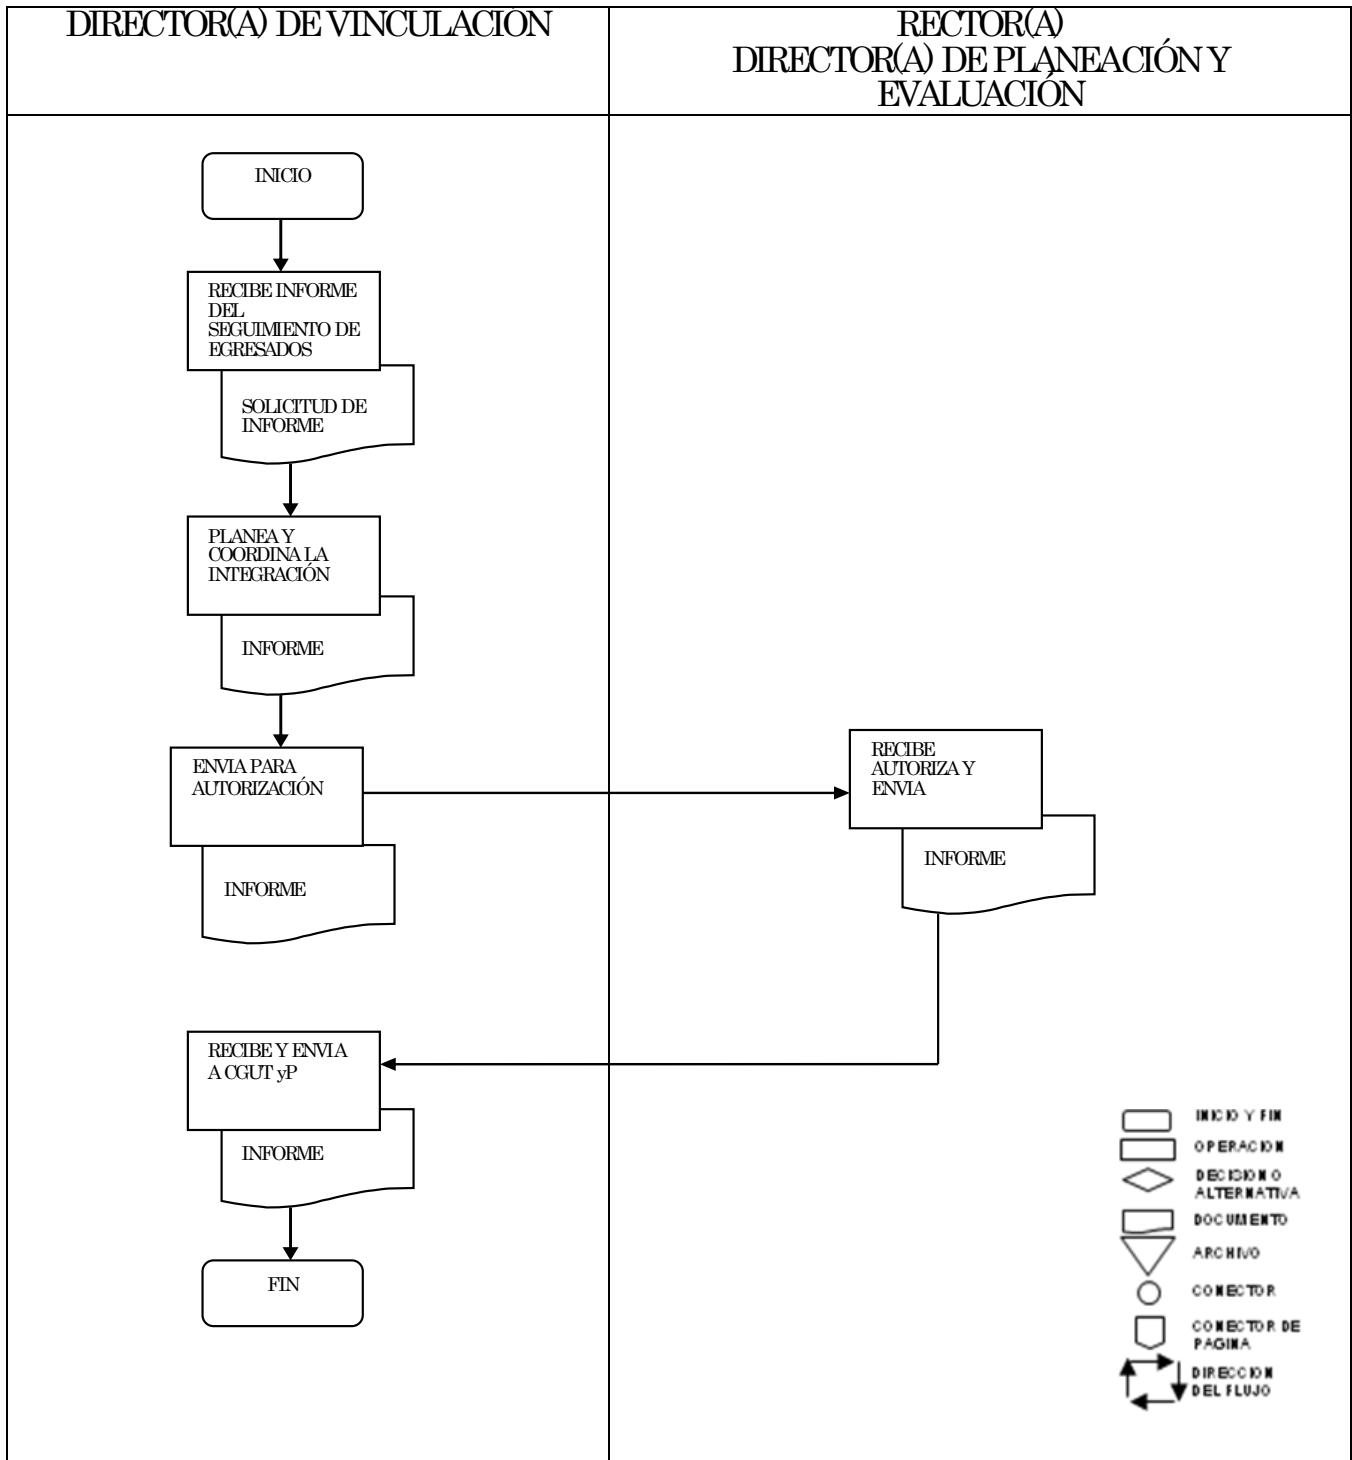 DIRECTOR(A) DE VINCULACIÓN
RECTOR(A)
DIRECTOR(A) DE PLANEACIÓN Y
EVALUACIÓN
INICIO
RECIBE INFORME
DEL
SEGUIMIENTO DE
EGRESADOS
SOLICITUD DE
INFORME
PLANEA Y
COORDINA LA
INTEGRACIÓN
INFORME
ENVIA PARA
AUTORIZACIÓN
INFORME
RECIBE
AUTORIZA Y
ENVIA
INFORME
RECIBE Y ENVIA
A CGUT yP
INFORME
FIN
INICIO Y FIN
OPERACION
DECISION O
ALTERNATIVA
DOCUMENTO
ARCHIVO
CONECTOR
CONECTOR DE
PAGINA
DIRECCION
DEL FLUJO